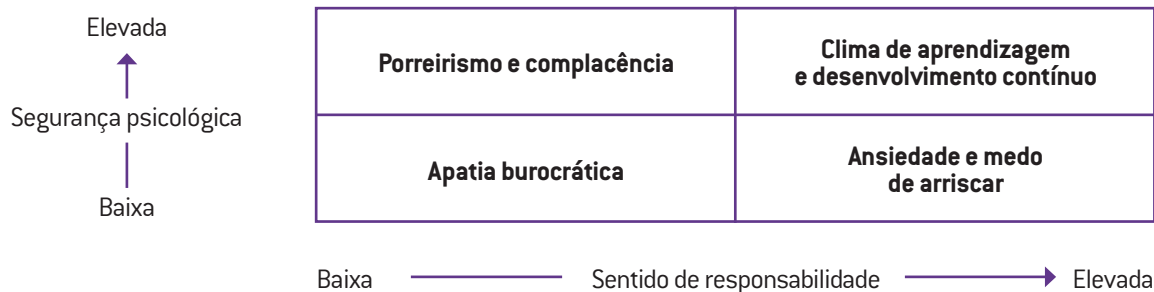 Elevada
Segurança psicológica
Baixa
Porreirismo e complacência
Clima de aprendizagem
e desenvolvimento contínuo
Apatia burocrática
Ansiedade e medo
de arriscar
Baixa
Sentido de responsabilidade
Elevada